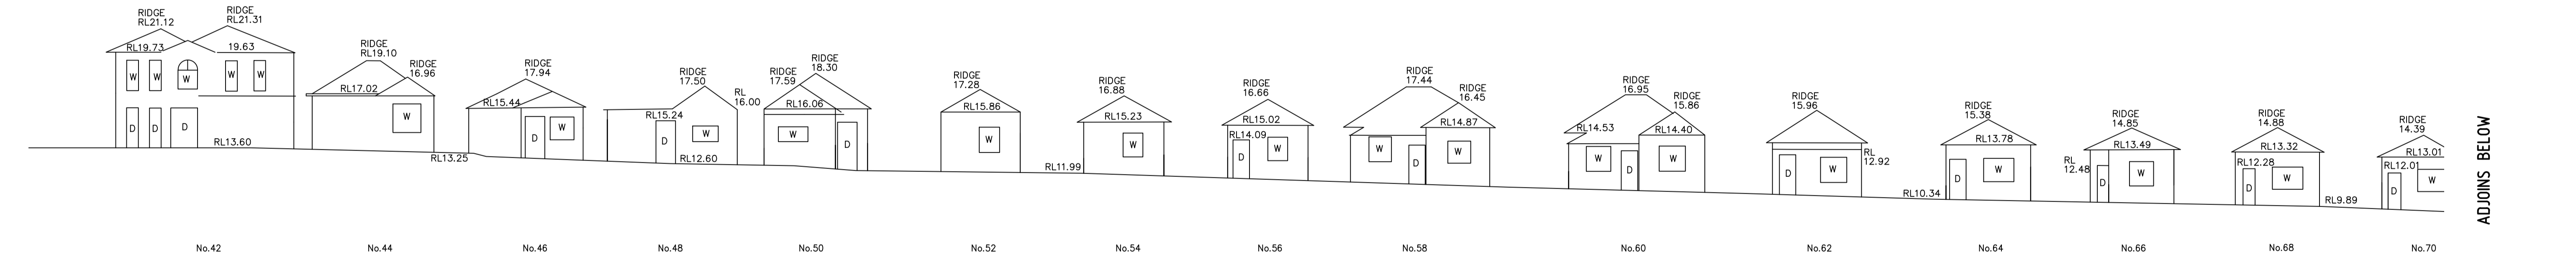 RIDGE
RL21.12
RIDGE
RL21.31
RL19.73
19.63
W
W
W
W
W
D
D
D
RL13.60
No.42
RIDGE
RL19.10
RIDGE
16.96
RL17.02
W
RL13.25
No.44
RIDGE
17.94
RL15.44
D
W
No.46
RIDGE
17.50
RL
16.00
RL15.24
D
W
RL12.60
No.48
RIDGE
17.59
RIDGE
18.30
RL16.06
W
D
No.50
RIDGE
17.28
RL15.86
W
No.52
RL11.99
RIDGE
16.88
RL15.23
W
No.54
RIDGE
16.66
RL15.02
RL14.09
D
W
No.56
RIDGE
17.44
RIDGE
16.45
RL14.87
W
D
W
No.58
RIDGE
16.95
RIDGE
15.86
RL14.53
RL14.40
W
D
W
No.60
RIDGE
15.96
RL
12.92
D
W
No.62
RL10.34
RIDGE
15.38
RL13.78
D
W
No.64
RIDGE
14.85
RL13.49
RL
12.48
D
W
No.66
RIDGE
14.88
RL13.32
RL12.28
D
W
No.68
RL9.89
RIDGE
14.39
RL13.01
RL12.01
D
W
No.70
ADJOINS BELOW